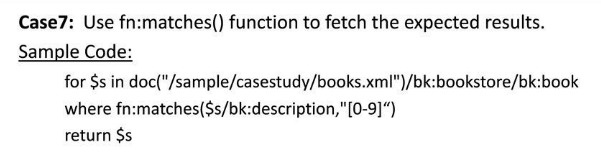 Case7: Use fn:matches() function to fetch the expected results.
Sample Code:
for $s in doc("/sample/casestudy/books.xml")/bk:bookstore/bk:book
where fn:matches($s/bk:description,"[0-9]“)
return $s